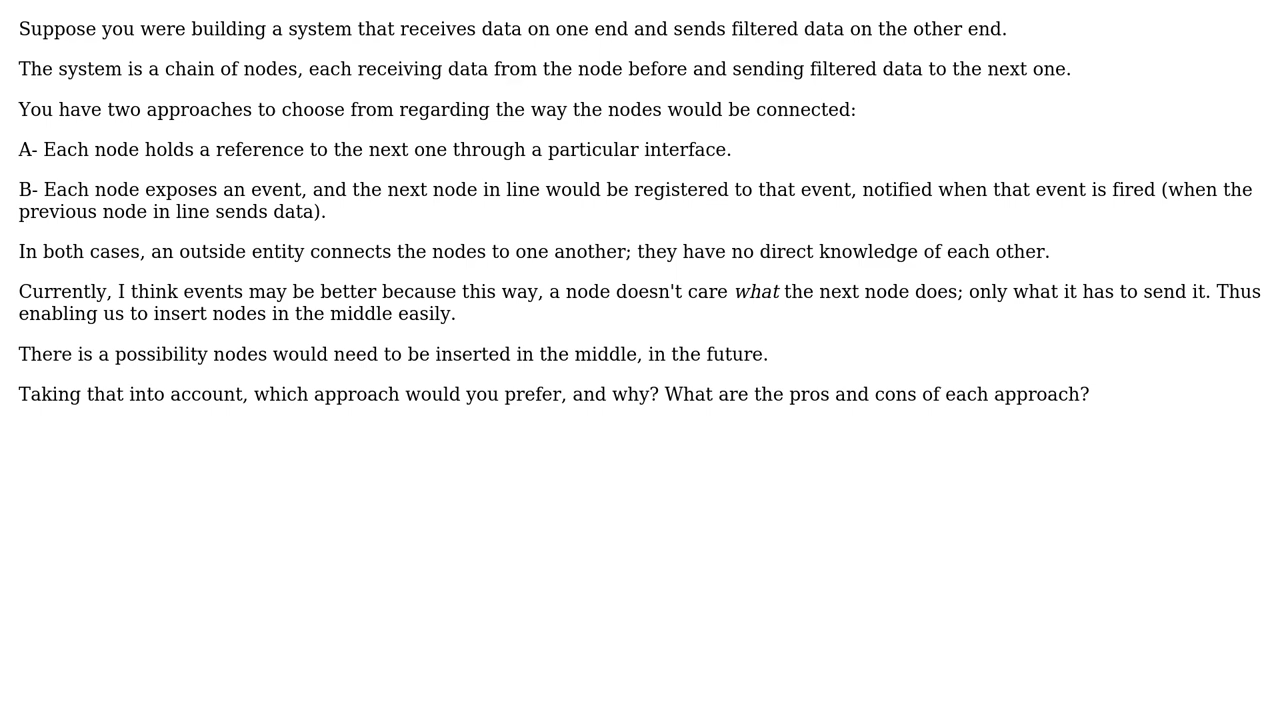 Suppose you were building a system that receives data on one end and sends filtered data on the other end.
The system is a chain of nodes, each receiving data from the node before and sending filtered data to the next one.
You have two approaches to choose from regarding the way the nodes would be connected:
A- Each node holds a reference to the next one through a particular interface.
B- Each node exposes an event, and the next node in line would be registered to that event, notified when that event is fired (when the
previous node in line sends data).
In both cases, an outside entity connects the nodes to one another; they have no direct knowledge of each other.
Currently, I think events may be better because this way, a node doesn't care what the next node does; only what it has to send it. Thus
enabling us to insert nodes in the middle easily.
There is a possibility nodes would need to be inserted in the middle, in the future.
Taking that into account, which approach would you prefer, and why? What are the pros and cons of each approach?